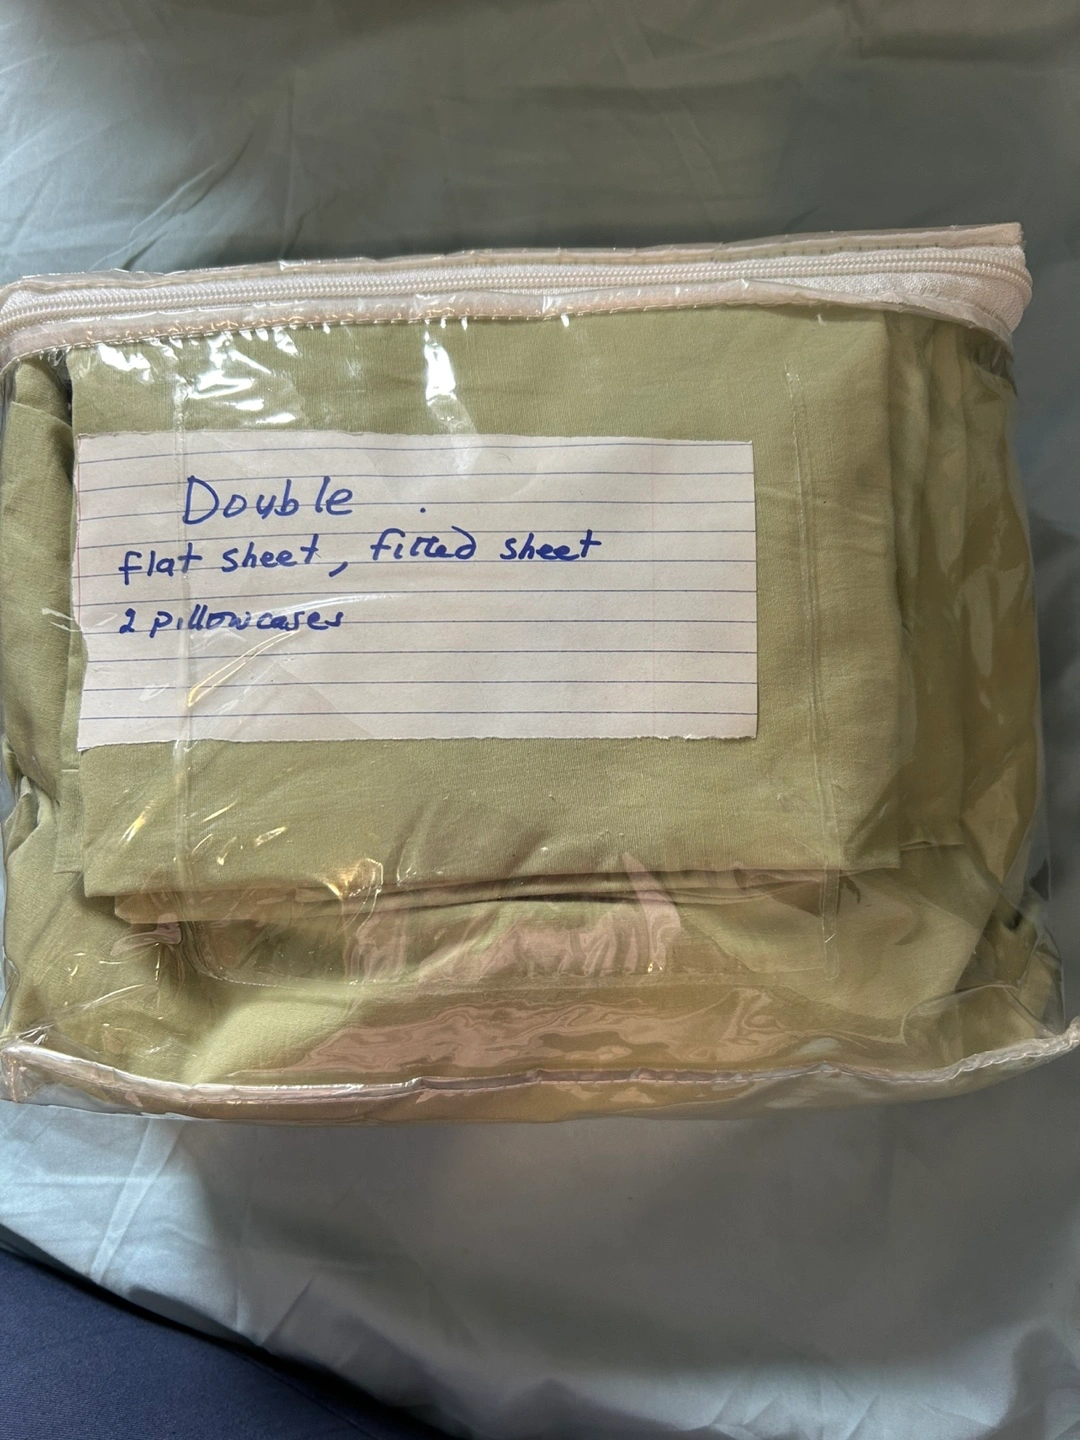 Double
flat sheet, fitted sheet
2 pillowcases